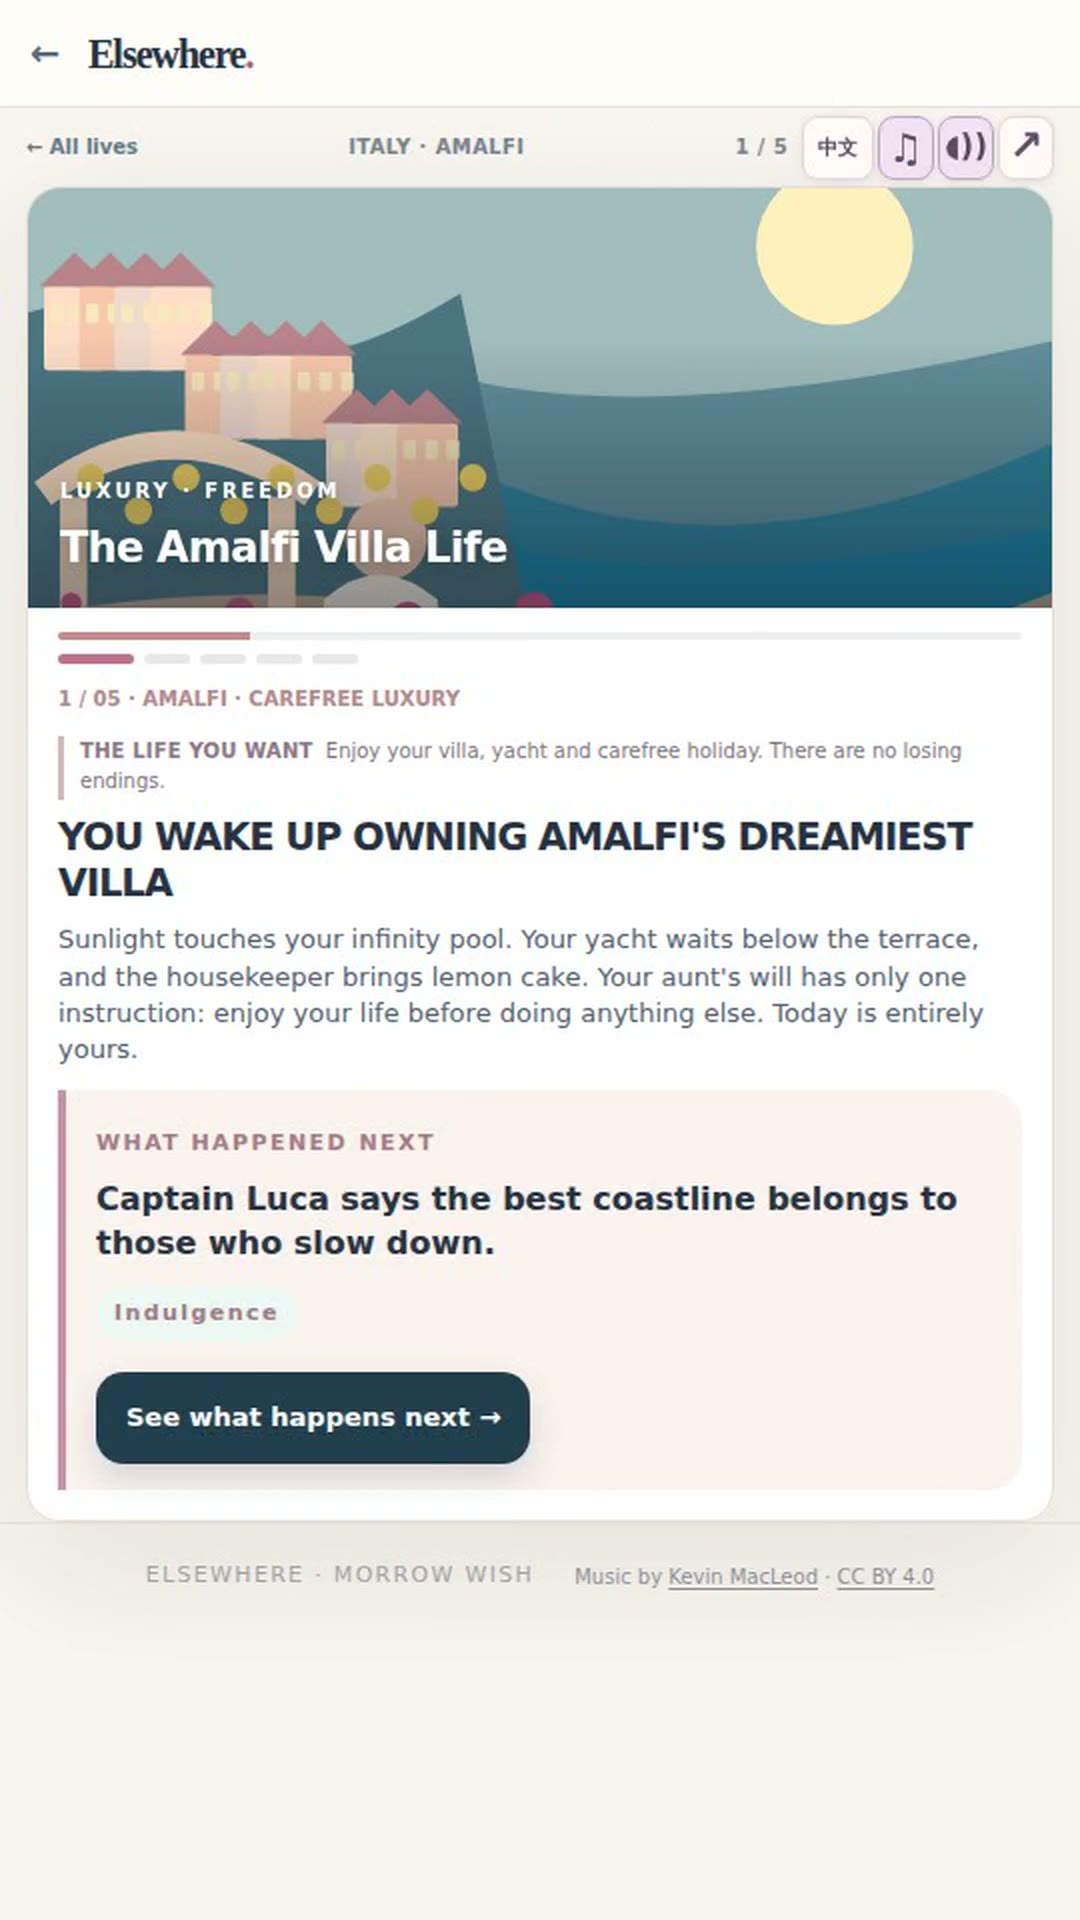 ← Elsewhere.
← All lives ITALY · AMALFI 1 / 5 中文
LUXURY · FREEDOM
The Amalfi Villa Life
1 / 05 · AMALFI · CAREFREE LUXURY
THE LIFE YOU WANT Enjoy your villa, yacht and carefree holiday. There are no losing
endings.
YOU WAKE UP OWNING AMALFI'S DREAMIEST
VILLA
Sunlight touches your infinity pool. Your yacht waits below the terrace,
and the housekeeper brings lemon cake. Your aunt's will has only one
instruction: enjoy your life before doing anything else. Today is entirely
yours.
WHAT HAPPENED NEXT
Captain Luca says the best coastline belongs to
those who slow down.
Indulgence
See what happens next →
ELSEWHERE · MORROW WISH Music by Kevin MacLeod · CC BY 4.0